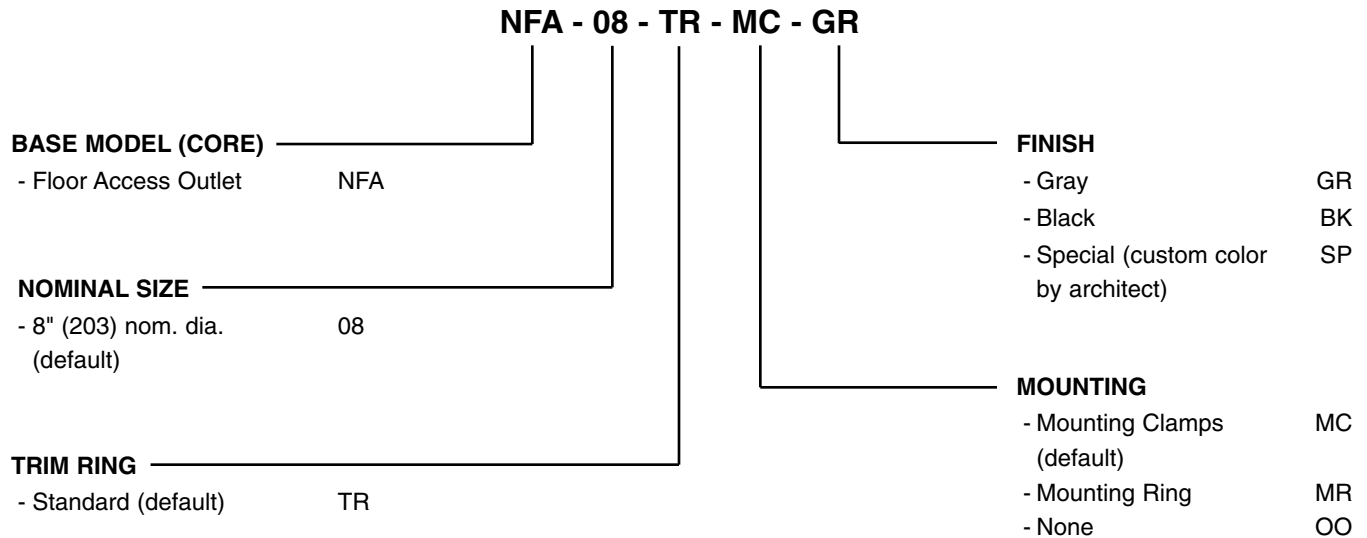 NFA - 08 - TR - MC - GR
BASE MODEL (CORE)
- Floor Access Outlet NFA
NOMINAL SIZE
- 8" (203) nom. dia. 08
(default)
TRIM RING
- Standard (default) TR
FINISH
- Gray GR
- Black BK
- Special (custom color SP
by architect)
MOUNTING
- Mounting Clamps MC
(default)
- Mounting Ring MR
- None OO